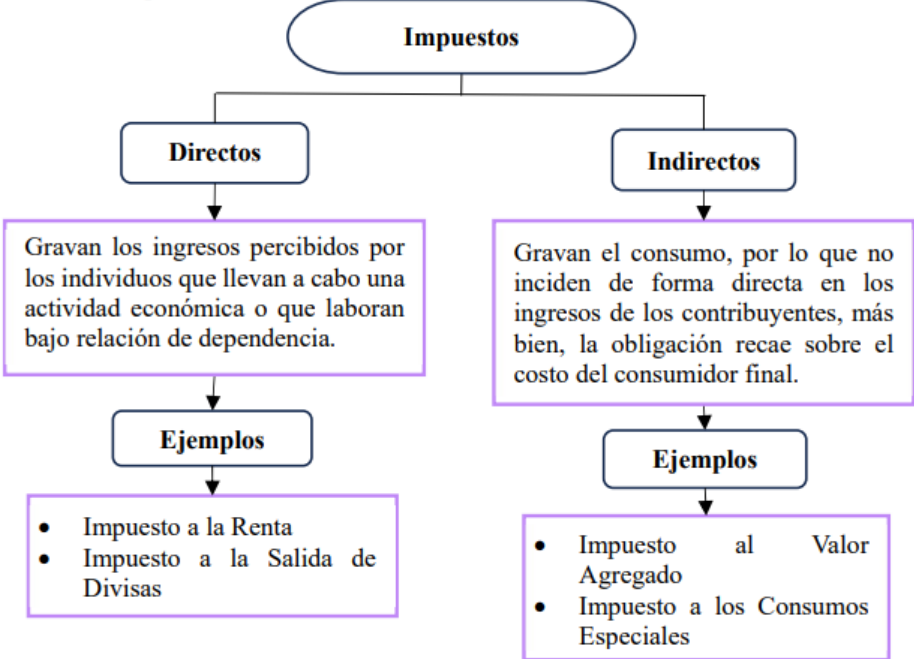 Impuestos
Directos
Gravan los ingresos percibidos por
los individuos que llevan a cabo una
actividad económica o que laboran
bajo relación de dependencia.
Ejemplos
• Impuesto a la Renta
• Impuesto a la Salida de
Divisas
Indirectos
Gravan el consumo, por lo que no
inciden de forma directa en los
ingresos de los contribuyentes, más
bien, la obligación recae sobre el
costo del consumidor final.
Ejemplos
• Impuesto al Valor
Agregado
• Impuesto a los Consumos
Especiales